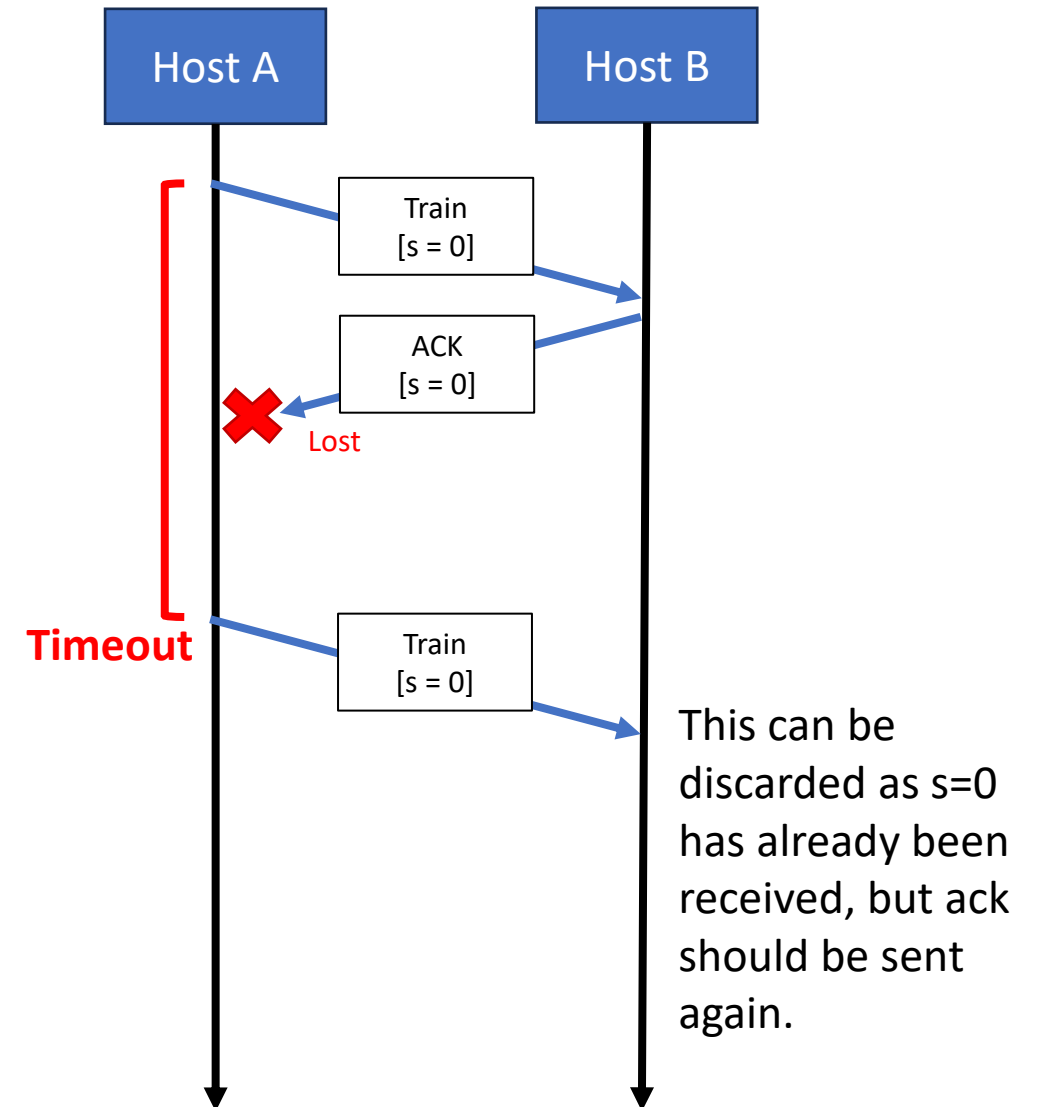 Host A
Host B
Train
[s = 0]
ACK
[s = 0]
Lost
Timeout
Train
[s = 0]
This can be
discarded as s=0
has already been
received, but ack
should be sent
again.